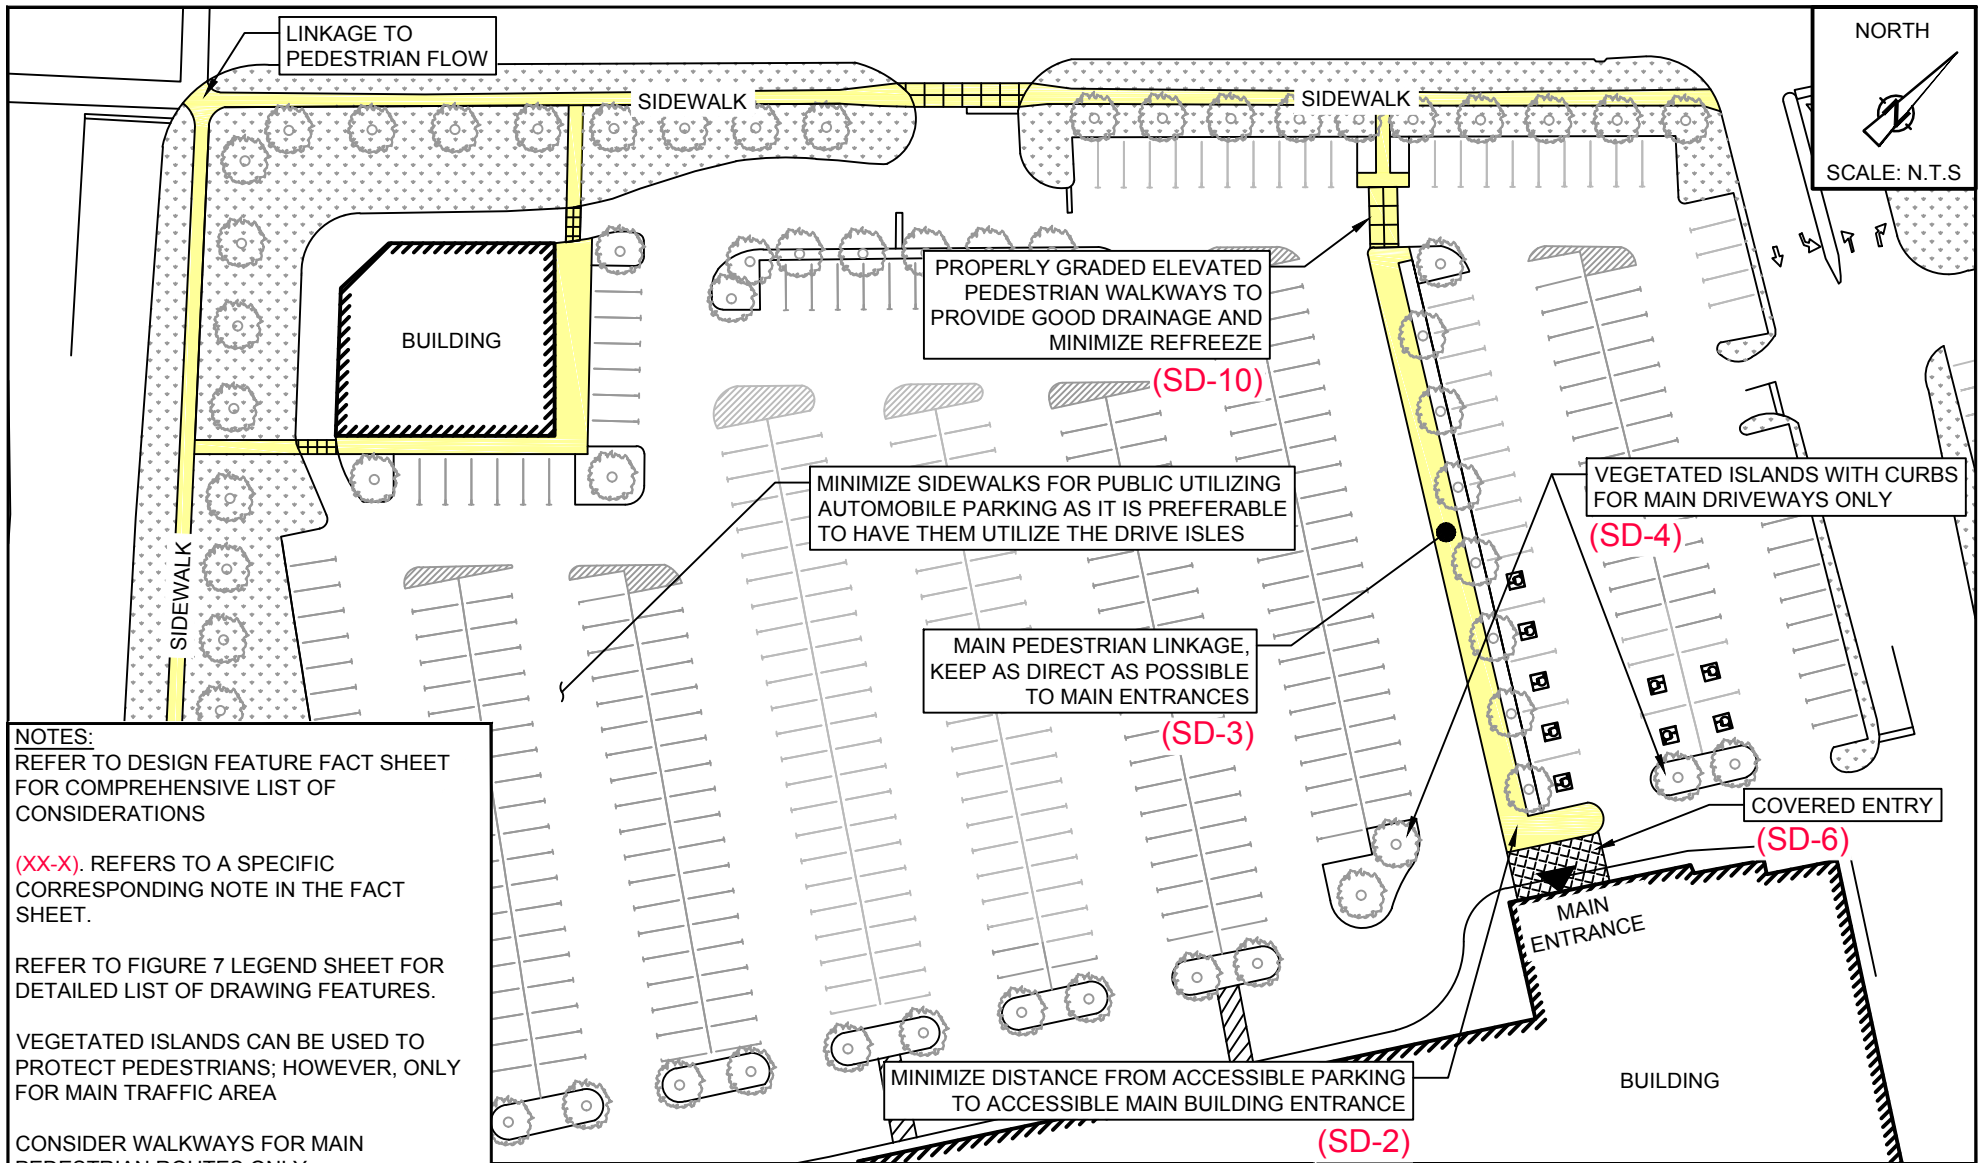 LINKAGE TO
PEDESTRIAN FLOW
SIDEWALK
SIDEWALK
NORTH
SCALE: N.T.S
BUILDING
PROPERLY GRADED ELEVATED
PEDESTRIAN WALKWAYS TO
PROVIDE GOOD DRAINAGE AND
MINIMIZE REFREEZE
(SD-10)
MINIMIZE SIDEWALKS FOR PUBLIC UTILIZING
AUTOMOBILE PARKING AS IT IS PREFERABLE
TO HAVE THEM UTILIZE THE DRIVE ISLES
VEGETATED ISLANDS WITH CURBS
FOR MAIN DRIVEWAYS ONLY
(SD-4)
SIDEWALK
MAIN PEDESTRIAN LINKAGE,
KEEP AS DIRECT AS POSSIBLE
TO MAIN ENTRANCES
(SD-3)
COVERED ENTRY
(SD-6)
MAIN
ENTRANCE
BUILDING
MINIMIZE DISTANCE FROM ACCESSIBLE PARKING
TO ACCESSIBLE MAIN BUILDING ENTRANCE
(SD-2)
NOTES:
REFER TO DESIGN FEATURE FACT SHEET
FOR COMPREHENSIVE LIST OF
CONSIDERATIONS
(XX-X). REFERS TO A SPECIFIC
CORRESPONDING NOTE IN THE FACT
SHEET.
REFER TO FIGURE 7 LEGEND SHEET FOR
DETAILED LIST OF DRAWING FEATURES.
VEGETATED ISLANDS CAN BE USED TO
PROTECT PEDESTRIANS; HOWEVER, ONLY
FOR MAIN TRAFFIC AREA
CONSIDER WALKWAYS FOR MAIN
PEDESTRIAN ROUTES ONLY